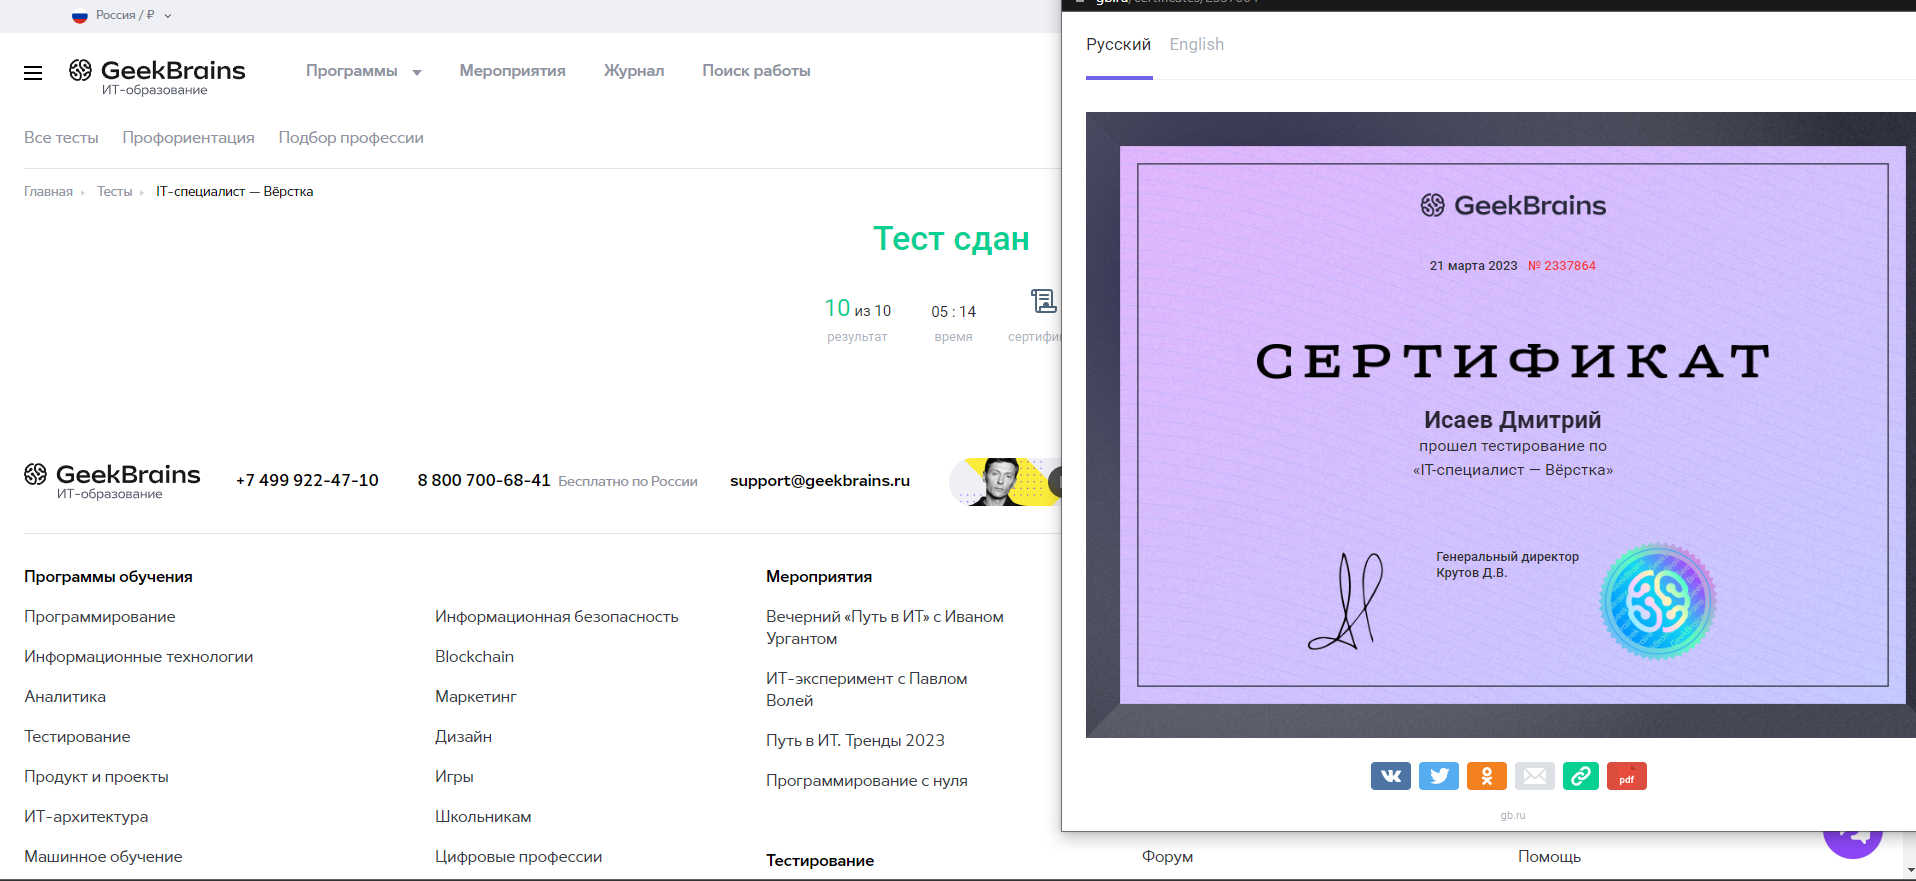 Россия / ₽
GeekBrains
ИТ-образование
Программы
Мероприятия
Журнал
Поиск работы
Все тесты
Профориентация
Подбор профессии
Главная
Тесты
IT-специалист — Вёрстка
Тест сдан
10 из 10
результат
05 : 14
время
GeekBrains
ИТ-образование
+7 499 922-47-10
8 800 700-68-41 Бесплатно по России
support@geekbrains.ru
Программы обучения
Программирование
Информационные технологии
Аналитика
Тестирование
Продукт и проекты
ИТ-архитектура
Машинное обучение
Информационная безопасность
Blockchain
Маркетинг
Дизайн
Игры
Школьникам
Цифровые профессии
Мероприятия
Вечерний «Путь в ИТ» с Иваном
Ургантом
ИТ-эксперимент с Павлом
Волей
Путь в ИТ. Тренды 2023
Программирование с нуля
Тестирование
Форум
Помощь
Русский
English
GeekBrains
21 марта 2023 № 2337864
СЕРТИФИКАТ
Исаев Дмитрий
прошел тестирование по
«IT-специалист — Вёрстка»
Генеральный директор
Крутов Д.В.
pdf
gb.ru